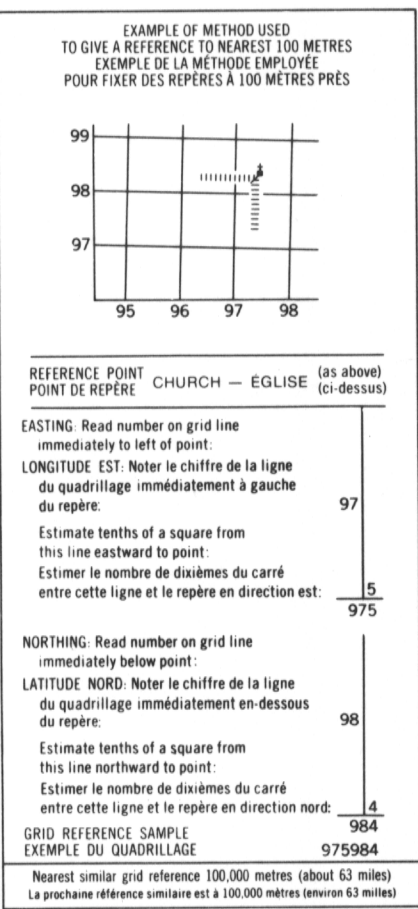 EXAMPLE OF METHOD USED
TO GIVE A REFERENCE TO NEAREST 100 METRES
EXEMPLE DE LA MÉTHODE EMPLOYÉE
POUR FIXER DES REPÈRES À 100 MÈTRES PRÈS
99
98
97
95 96 97 98
REFERENCE POINT
POINT DE REPÈRE
CHURCH — ÉGLISE
(as above)
(ci-dessus)
EASTING: Read number on grid line
immediately to left of point:
LONGITUDE EST: Noter le chiffre de la ligne
du quadrillage immédiatement à gauche
du repère: 97
Estimate tenths of a square from
this line eastward to point:
Estimer le nombre de dixièmes du carré
entre cette ligne et le repère en direction est: 5
975
NORTHING: Read number on grid line
immediately below point:
LATITUDE NORD: Noter le chiffre de la ligne
du quadrillage immédiatement en-dessous
du repère: 98
Estimate tenths of a square from
this line northward to point:
Estimer le nombre de dixièmes du carré
entre cette ligne et le repère en direction nord: 4
984
GRID REFERENCE SAMPLE
EXEMPLE DU QUADRILLAGE 975984
Nearest similar grid reference 100,000 metres (about 63 miles)
La prochaine référence similaire est à 100,000 mètres (environ 63 milles)